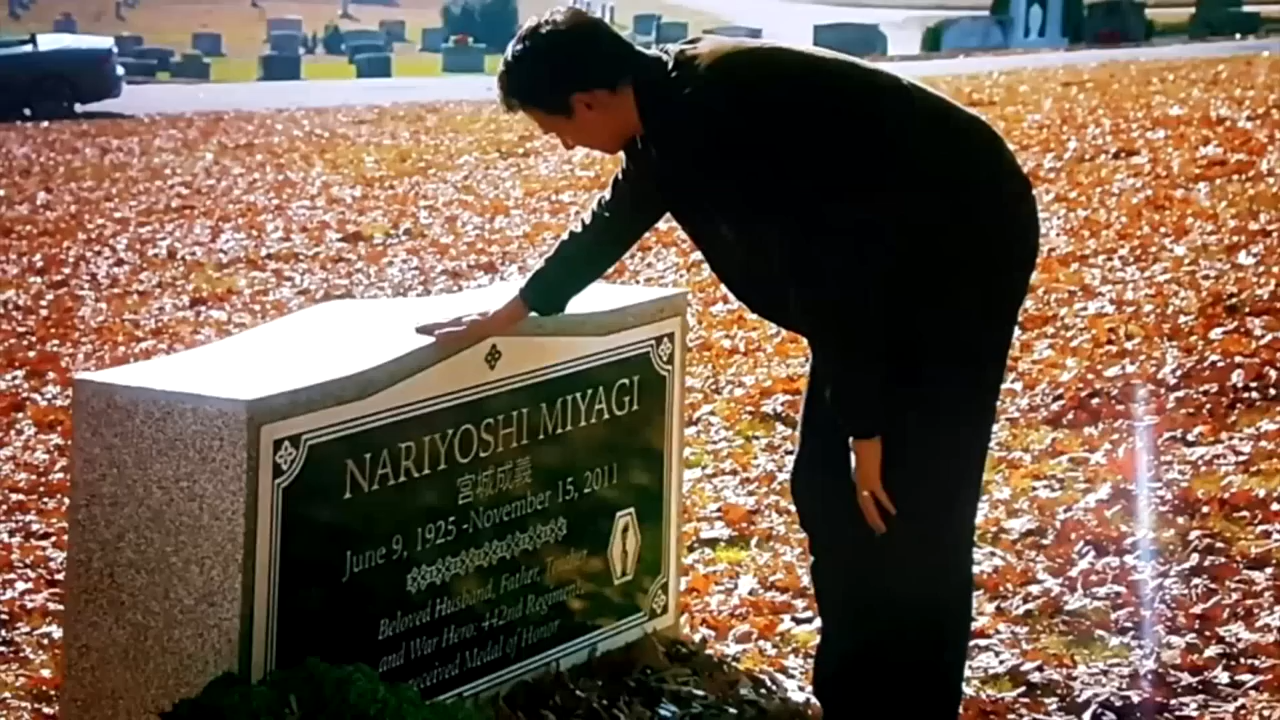 NARIYOSHI MIYAGI
宮城成義
June 9, 1925 - November 15, 2011
Beloved Husband, Father, Teacher
and War Hero. 442nd Regiment,
received Medal of Honor